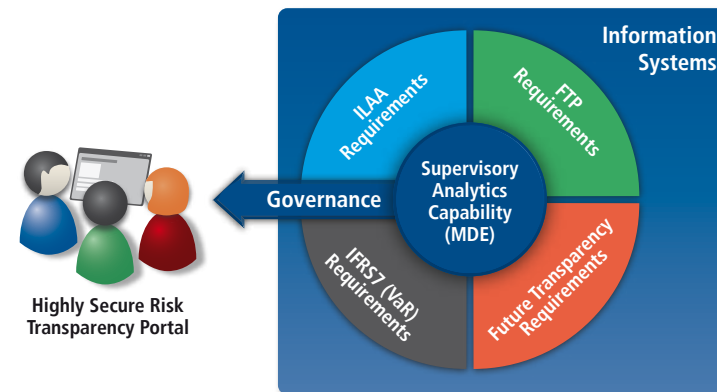 Information
Systems
ILAA
Requirements
FTP
Requirements
Governance
Supervisory
Analytics
Capability
(MDE)
IFRS7 (VaR)
Requirements
Future Transparency
Requirements
Highly Secure Risk
Transparency Portal